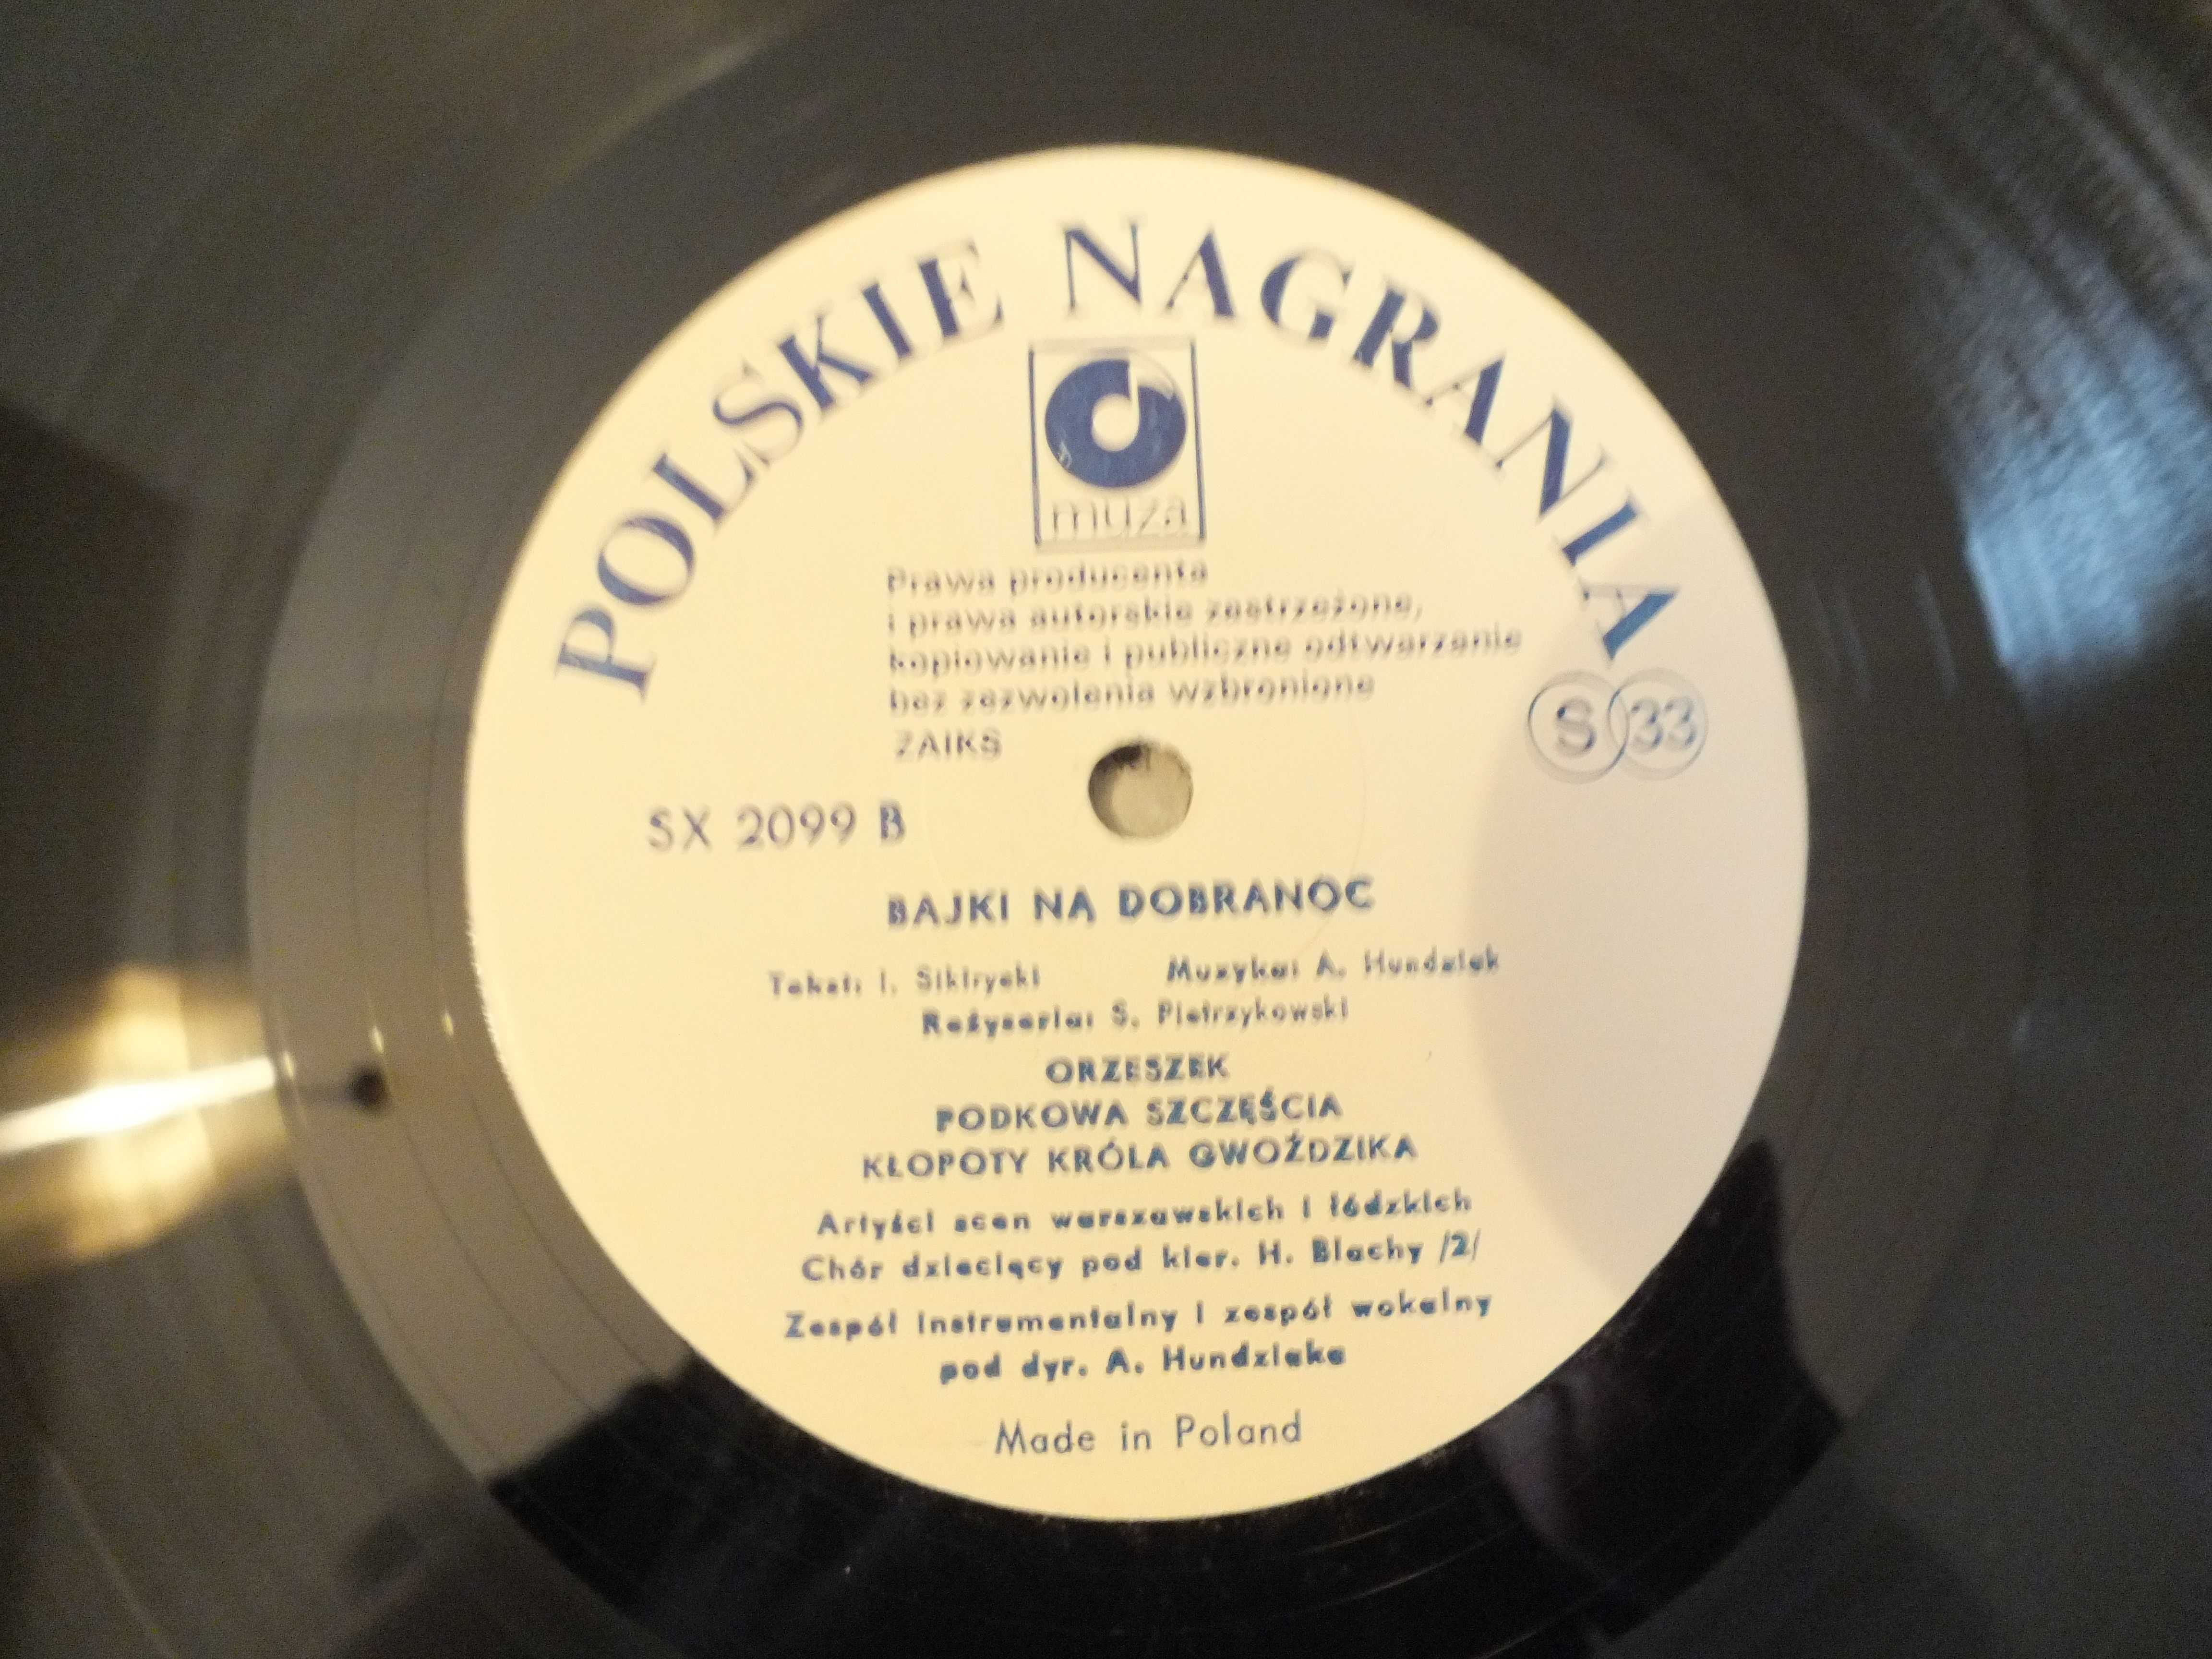 POLSKIE NAGRANIA
muza
Prawa producenta
i prawa autorskie zastrzeżone,
kopiowanie i publiczne odtwarzanie
bez zezwolenia wzbronione
ZAIKS
S 33
SX 2099 B
BAJKI NA DOBRANOC
Tekst: I. Sikirycki Muzyka: A. Hundziak
Reżyseria: S. Pietrzykowski
ORZESZEK
PODKOWA SZCZĘŚCIA
KŁOPOTY KRÓLA GWOŹDZIKA
Artyści scen warszawskich i łódzkich
Chór dziecięcy pod kier. H. Blachy /2/
Zespół instrumentalny i zespół wokalny
pod dyr. A. Hundziaka
Made in Poland